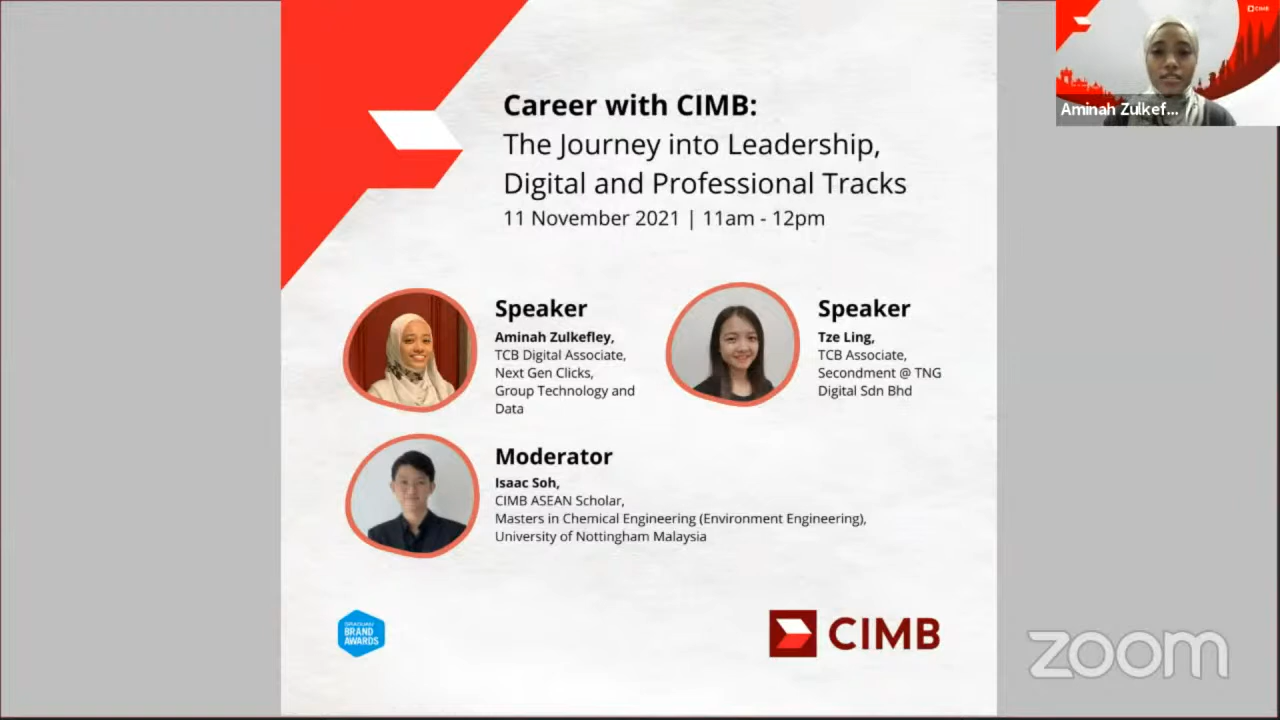 Career with CIMB:
The Journey into Leadership,
Digital and Professional Tracks
11 November 2021 | 11am - 12pm
Speaker
Aminah Zulkefley,
TCB Digital Associate,
Next Gen Clicks,
Group Technology and
Data
Speaker
Tze Ling,
TCB Associate,
Secondment @ TNG
Digital Sdn Bhd
Moderator
Isaac Soh,
CIMB ASEAN Scholar,
Masters in Chemical Engineering (Environment Engineering),
University of Nottingham Malaysia
GRADUAN
BRAND
AWARDS
CIMB
CIMB
Aminah Zulkef...
zoom